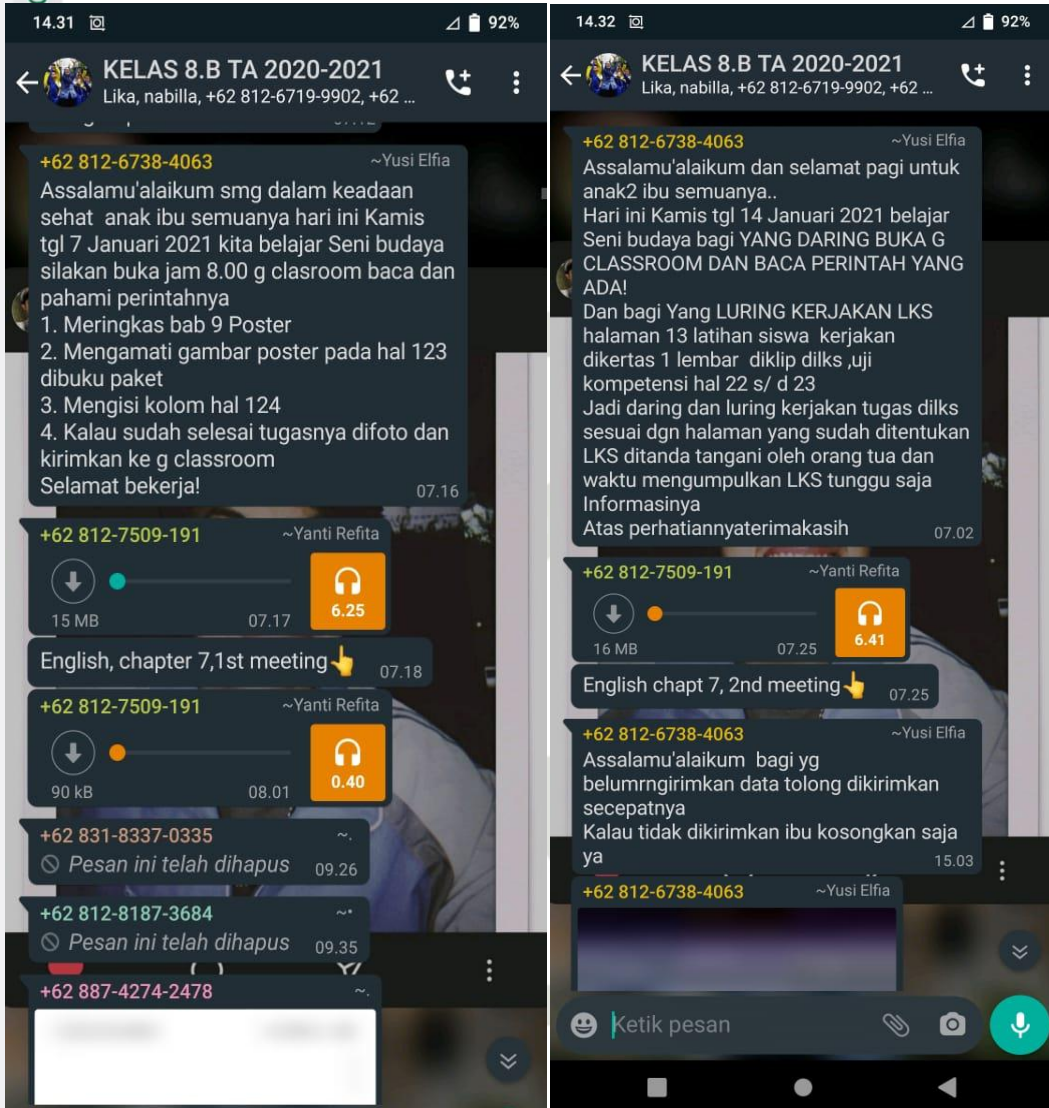 14.31
92%
KELAS 8.B TA 2020-2021
Lika, nabilla, +62 812-6719-9902, +62 ...
+62 812-6738-4063
~Yusi Elfia
Assalamu'alaikum smg dalam keadaan
sehat anak ibu semuanya hari ini Kamis
tgl 7 Januari 2021 kita belajar Seni budaya
silakan buka jam 8.00 g clasroom baca dan
pahami perintahnya
1. Meringkas bab 9 Poster
2. Mengamati gambar poster pada hal 123
dibuku paket
3. Mengisi kolom hal 124
4. Kalau sudah selesai tugasnya difoto dan
kirimkan ke g classroom
Selamat bekerja!
07.16
+62 812-7509-191
~Yanti Refita
6.25
15 MB
07.17
English, chapter 7,1st meeting👆
07.18
+62 812-7509-191
~Yanti Refita
0.40
90 kB
08.01
+62 831-8337-0335
~.
Pesan ini telah dihapus
09.26
+62 812-8187-3684
~•
Pesan ini telah dihapus
09.35
+62 887-4274-2478
~.
14.32
92%
KELAS 8.B TA 2020-2021
Lika, nabilla, +62 812-6719-9902, +62 ...
+62 812-6738-4063
~Yusi Elfia
Assalamu'alaikum dan selamat pagi untuk
anak2 ibu semuanya..
Hari ini Kamis tgl 14 Januari 2021 belajar
Seni budaya bagi YANG DARING BUKA G
CLASSROOM DAN BACA PERINTAH YANG
ADA!
Dan bagi Yang LURING KERJAKAN LKS
halaman 13 latihan siswa kerjakan
dikertas 1 lembar diklip dilks ,uji
kompetensi hal 22 s/ d 23
Jadi daring dan luring kerjakan tugas dilks
sesuai dgn halaman yang sudah ditentukan
LKS ditanda tangani oleh orang tua dan
waktu mengumpulkan LKS tunggu saja
Informasinya
Atas perhatiannyaterimakasih
07.02
+62 812-7509-191
~Yanti Refita
6.41
16 MB
07.25
English chapt 7, 2nd meeting👆
07.25
+62 812-6738-4063
~Yusi Elfia
Assalamu'alaikum bagi yg
belumrngirimkan data tolong dikirimkan
secepatnya
Kalau tidak dikirimkan ibu kosongkan saja
ya
15.03
+62 812-6738-4063
~Yusi Elfia
Ketik pesan